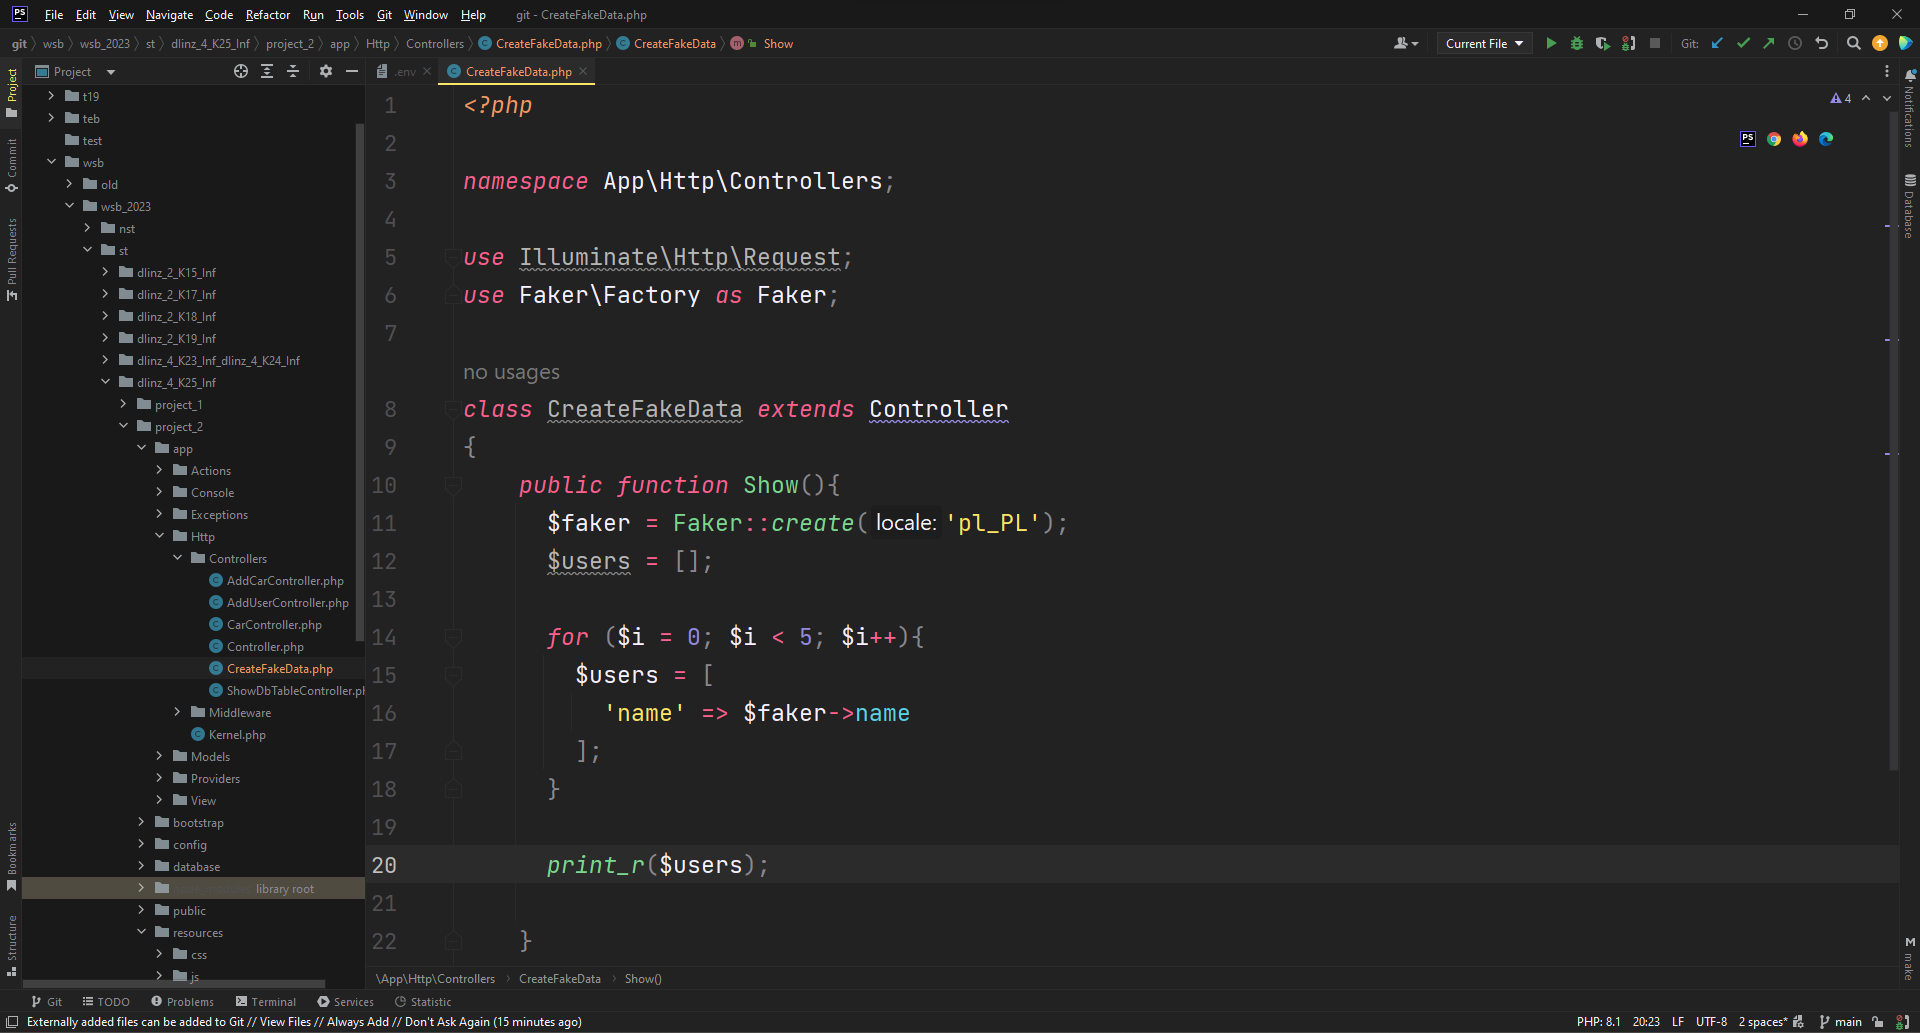 PS File Edit View Navigate Code Refactor Run Tools Git Window Help git - CreateFakeData.php
git wsb wsb_2023 st dlinz_4_K25_Inf project_2 app Http Controllers CreateFakeData.php CreateFakeData m Show Current File Git:
Project .env CreateFakeData.php
t19
teb
test
wsb
old
wsb_2023
nst
st
dlinz_2_K15_Inf
dlinz_2_K17_Inf
dlinz_2_K18_Inf
dlinz_2_K19_Inf
dlinz_4_K23_Inf_dlinz_4_K24_Inf
dlinz_4_K25_Inf
project_1
project_2
app
Actions
Console
Exceptions
Http
Controllers
AddCarController.php
AddUserController.php
CarController.php
Controller.php
CreateFakeData.php
ShowDbTableController.ph
Middleware
Kernel.php
Models
Providers
View
bootstrap
config
database
library root
public
resources
css
js
Project
Commit
Pull Requests
Bookmarks
Structure
1 <?php
2
3 namespace App\Http\Controllers;
4
5 use Illuminate\Http\Request;
6 use Faker\Factory as Faker;
7
no usages
8 class CreateFakeData extends Controller
9 {
10 public function Show(){
11 $faker = Faker::create( locale: 'pl_PL');
12 $users = [];
13
14 for ($i = 0; $i < 5; $i++){
15 $users = [
16 'name' => $faker->name
17 ];
18 }
19
20 print_r($users);
21
22 }
4
PS
Notifications
Database
M make
\App\Http\Controllers CreateFakeData Show()
Git TODO Problems Terminal Services Statistic
Externally added files can be added to Git // View Files // Always Add // Don't Ask Again (15 minutes ago) PHP: 8.1 20:23 LF UTF-8 2 spaces* main